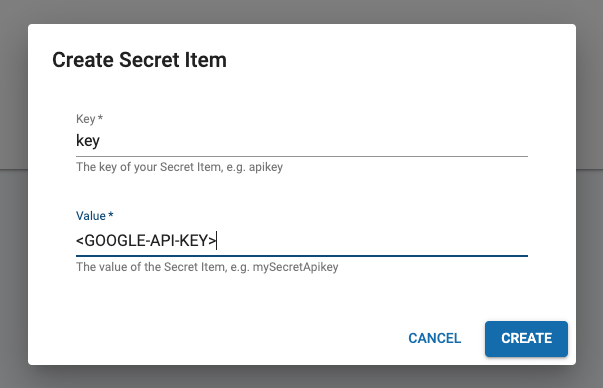 Create Secret Item
Key *
key
The key of your Secret Item, e.g. apikey
Value *
<GOOGLE-API-KEY>
The value of the Secret Item, e.g. mySecretApikey
CANCEL
CREATE